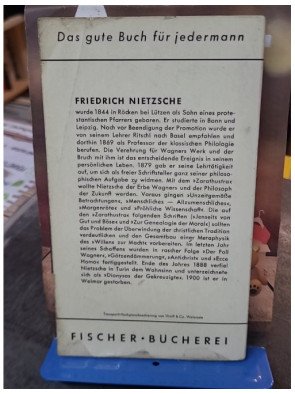 Das gute Buch für jedermann
FRIEDRICH NIETZSCHE
wurde 1844 in Röcken bei Lützen als Sohn eines prote-
stantischen Pfarrers geboren. Er studierte in Bonn und
Leipzig. Noch vor Beendigung der Promotion wurde er
von seinem Lehrer Ritschl nach Basel empfohlen und
dorthin 1869 als Professor der klassischen Philologie
berufen. Die Verehrung für Wagners Werk und der
Bruch mit ihm ist das entscheidende Ereignis in seinem
persönlichen Leben. 1879 gab er seine Lehrtätigkeit
auf, um sich als freier Schriftsteller ganz seiner philoso-
phischen Aufgabe zu widmen. Mit dem »Zarathustra«
wollte Nietzsche der Erbe Wagners und der Philosoph
der Zukunft werden. Voraus gingen »Unzeitgemäße
Betrachtungen«, »Menschliches — Allzumenschliches«,
»Morgenröte« und »Fröhliche Wissenschaft«. Die auf
den »Zarathustra« folgenden Schriften (»Jenseits von
Gut und Böse« und »Zur Genealogie der Moral«) sollten
das Problem der Überwindung der christlichen Tradition
verdeutlichen und den Gesamtbau einer Metaphysik
des »Willens zur Macht« vorbereiten. Im letzten Jahr
seines Schaffens wurden in rascher Folge »Der Fall
Wagner«, »Götzendämmerung«, »Antichrist« und »Ecce
Homo« fertiggestellt. Ende des Jahres 1888 verfiel
Nietzsche in Turin dem Wahnsinn und unterzeichnete
sich als »Dionysos der Gekreuzigte«. 1900 ist er in
Weimar gestorben.
FISCHER · BÜCHEREI